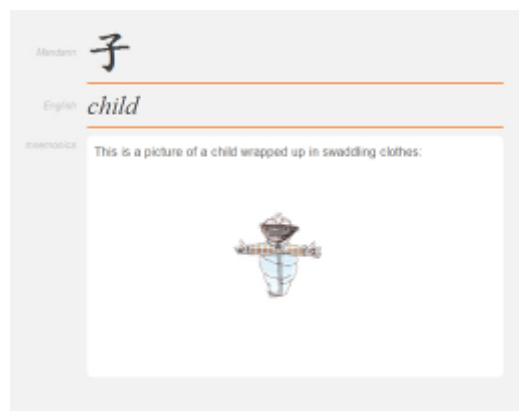 Mandarin 子
English child
mnemonics
This is a picture of a child wrapped up in swaddling clothes: